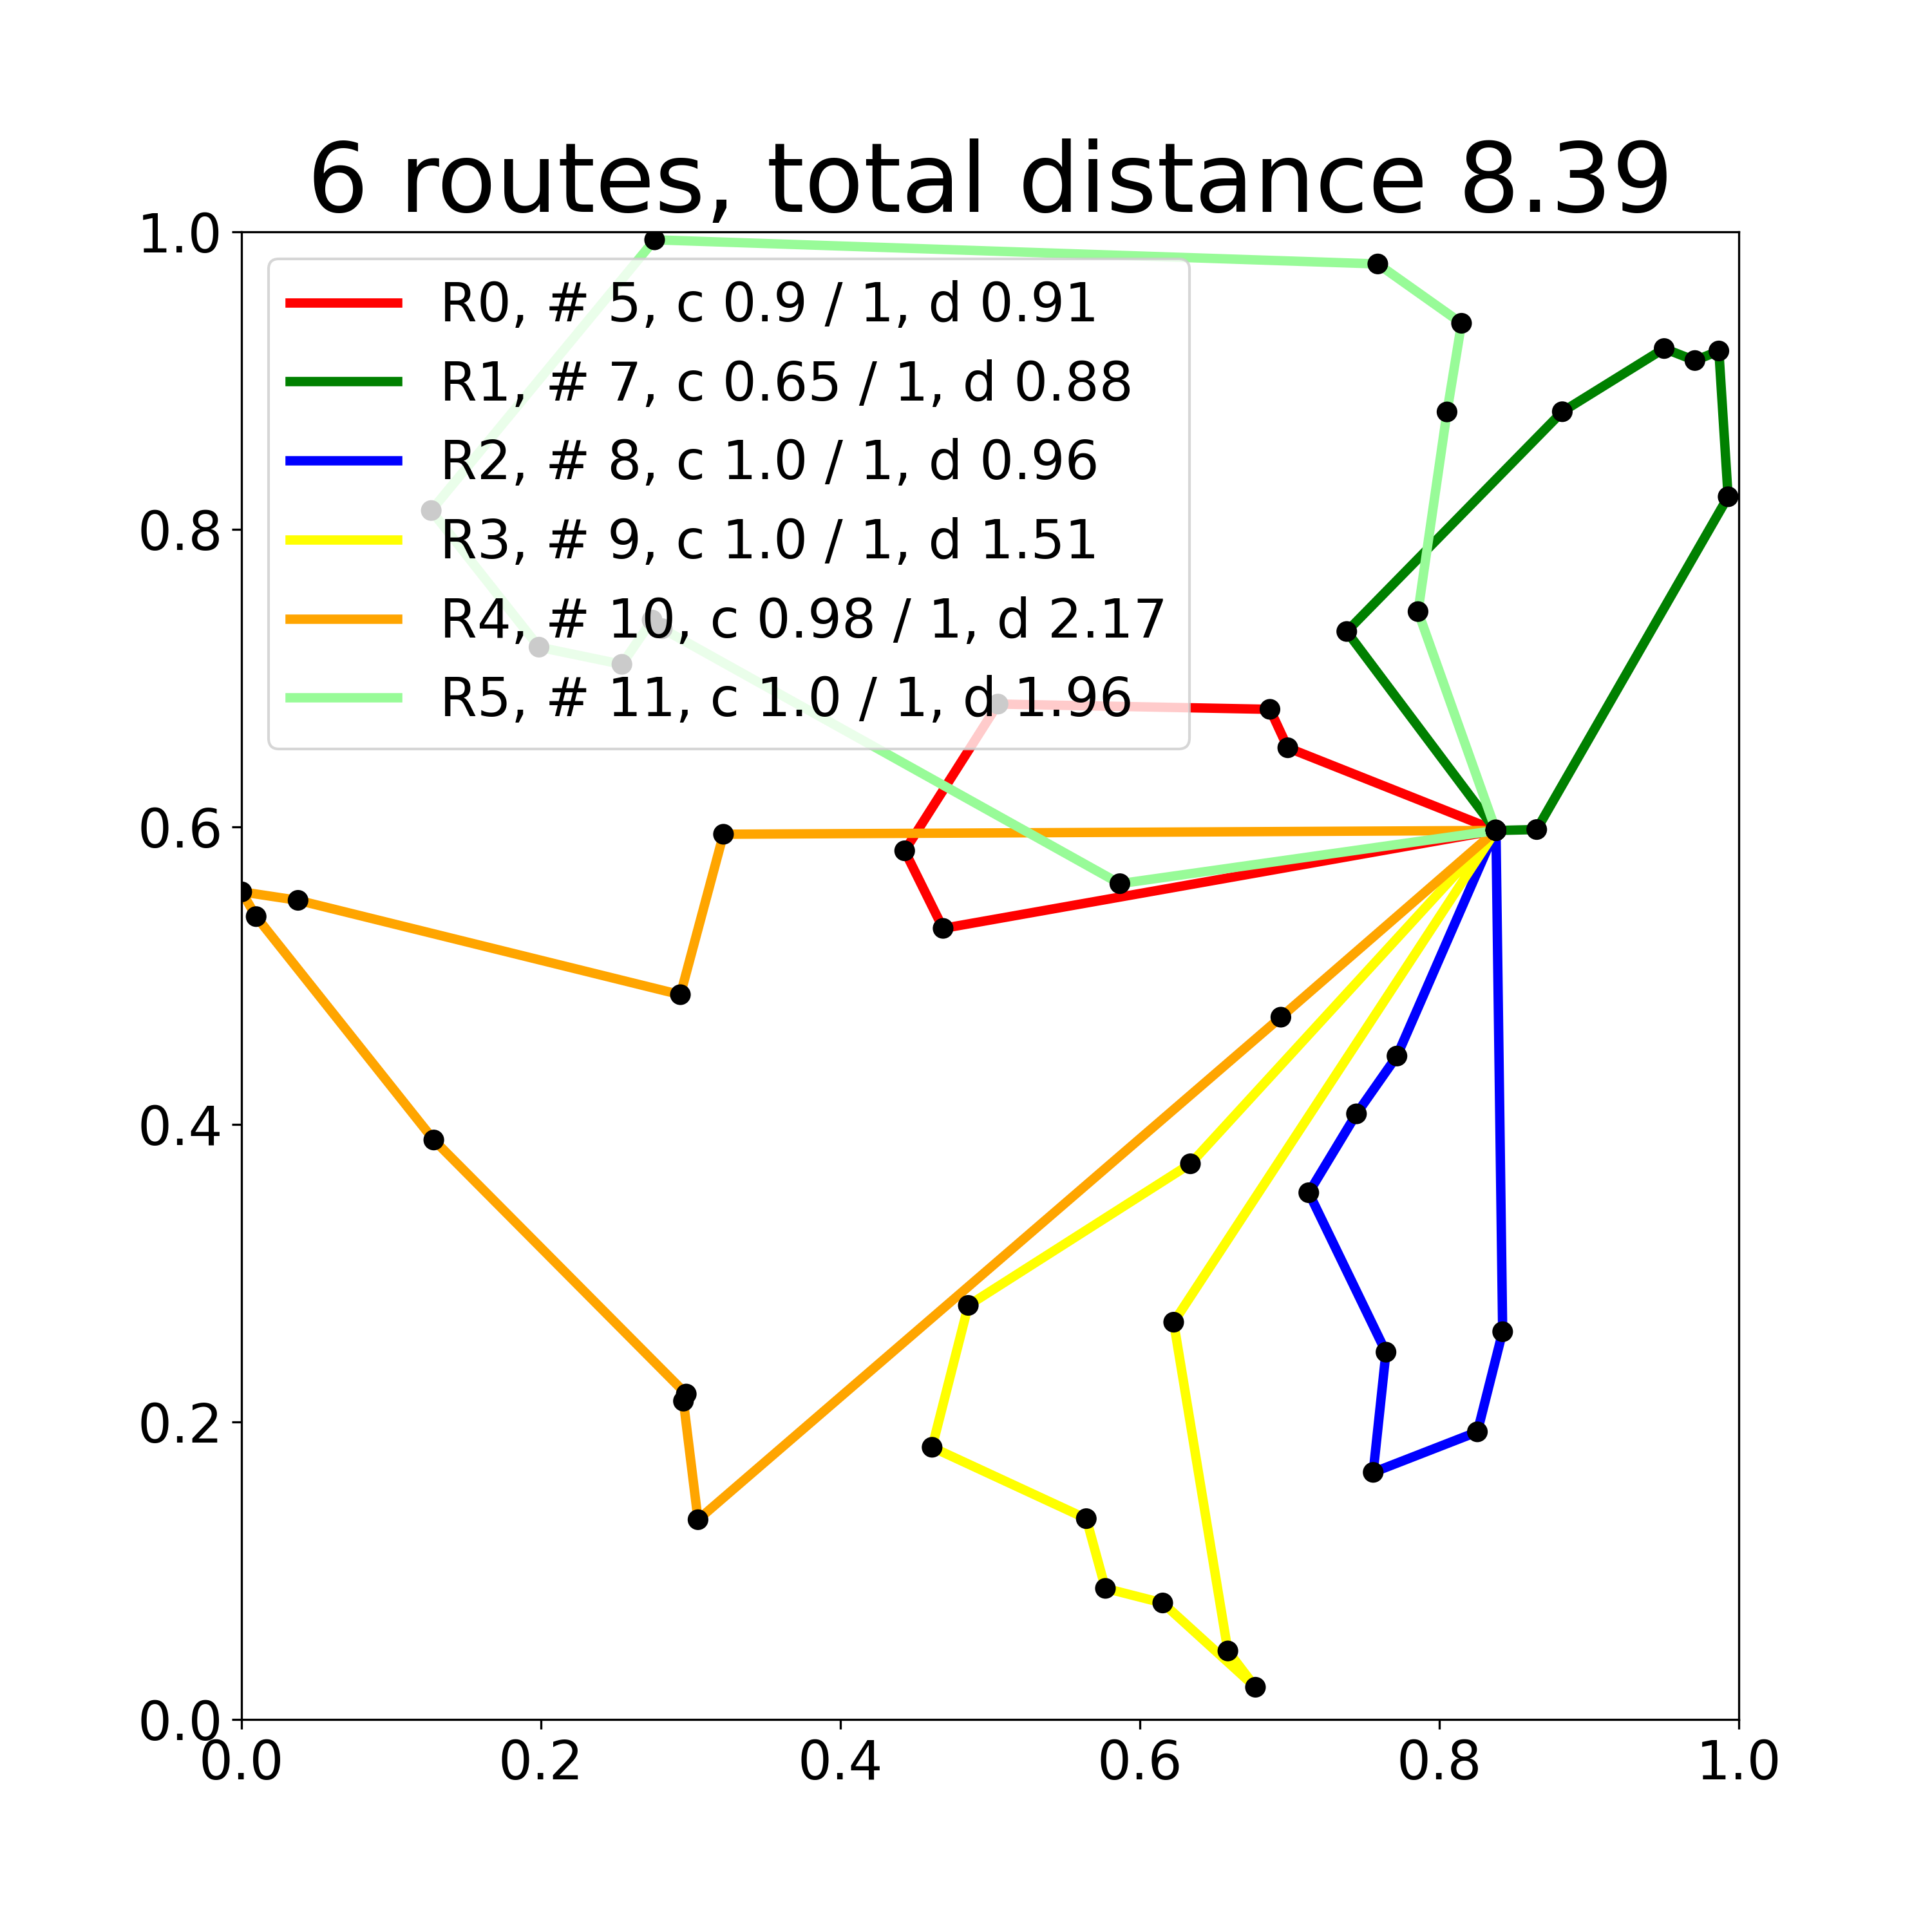 6 routes, total distance 8.39
1.0
0.8
0.6
0.4
0.2
0.0
R0, # 5, c 0.9 / 1, d 0.91
R1, # 7, c 0.65 / 1, d 0.88
R2, # 8, c 1.0 / 1, d 0.96
R3, # 9, c 1.0 / 1, d 1.51
R4, # 10, c 0.98 / 1, d 2.17
R5, # 11, c 1.0 / 1, d 1.96
0.0 0.2 0.4 0.6 0.8 1.0